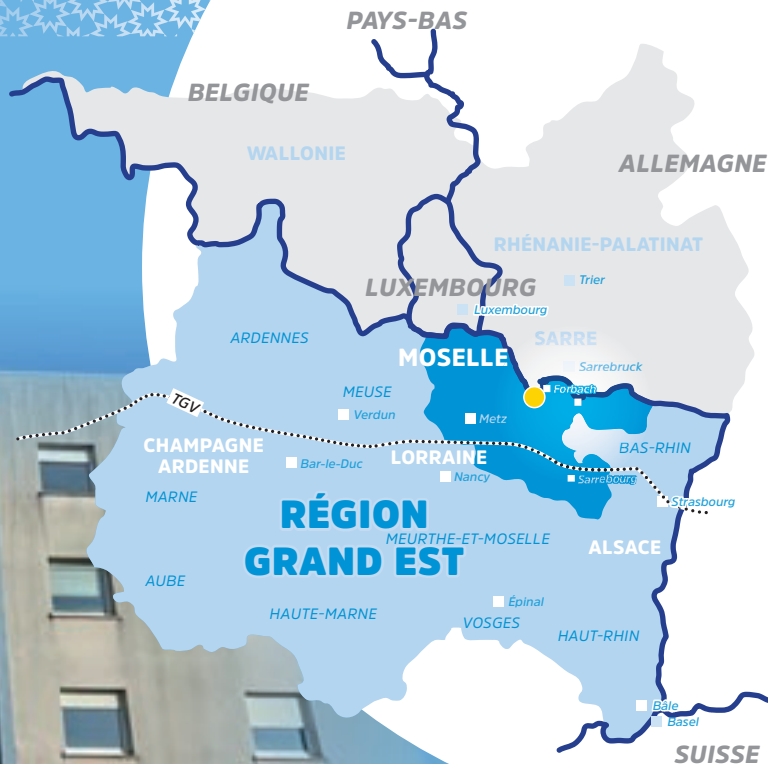 PAYS-BAS
BELGIQUE
WALLONIE
ALLEMAGNE
RHÉNANIE-PALATINAT
Trier
LUXEMBOURG
Luxembourg
ARDENNES
SARRE
MOSELLE
Sarrebruck
Forbach
MEUSE
TGV
Verdun
Metz
CHAMPAGNE
ARDENNE
LORRAINE
BAS-RHIN
Bar-le-Duc
Nancy
Sarrebourg
MARNE
Strasbourg
RÉGION
GRAND EST
MEURTHE-ET-MOSELLE
ALSACE
AUBE
Épinal
HAUTE-MARNE
VOSGES
HAUT-RHIN
Bâle
Basel
SUISSE